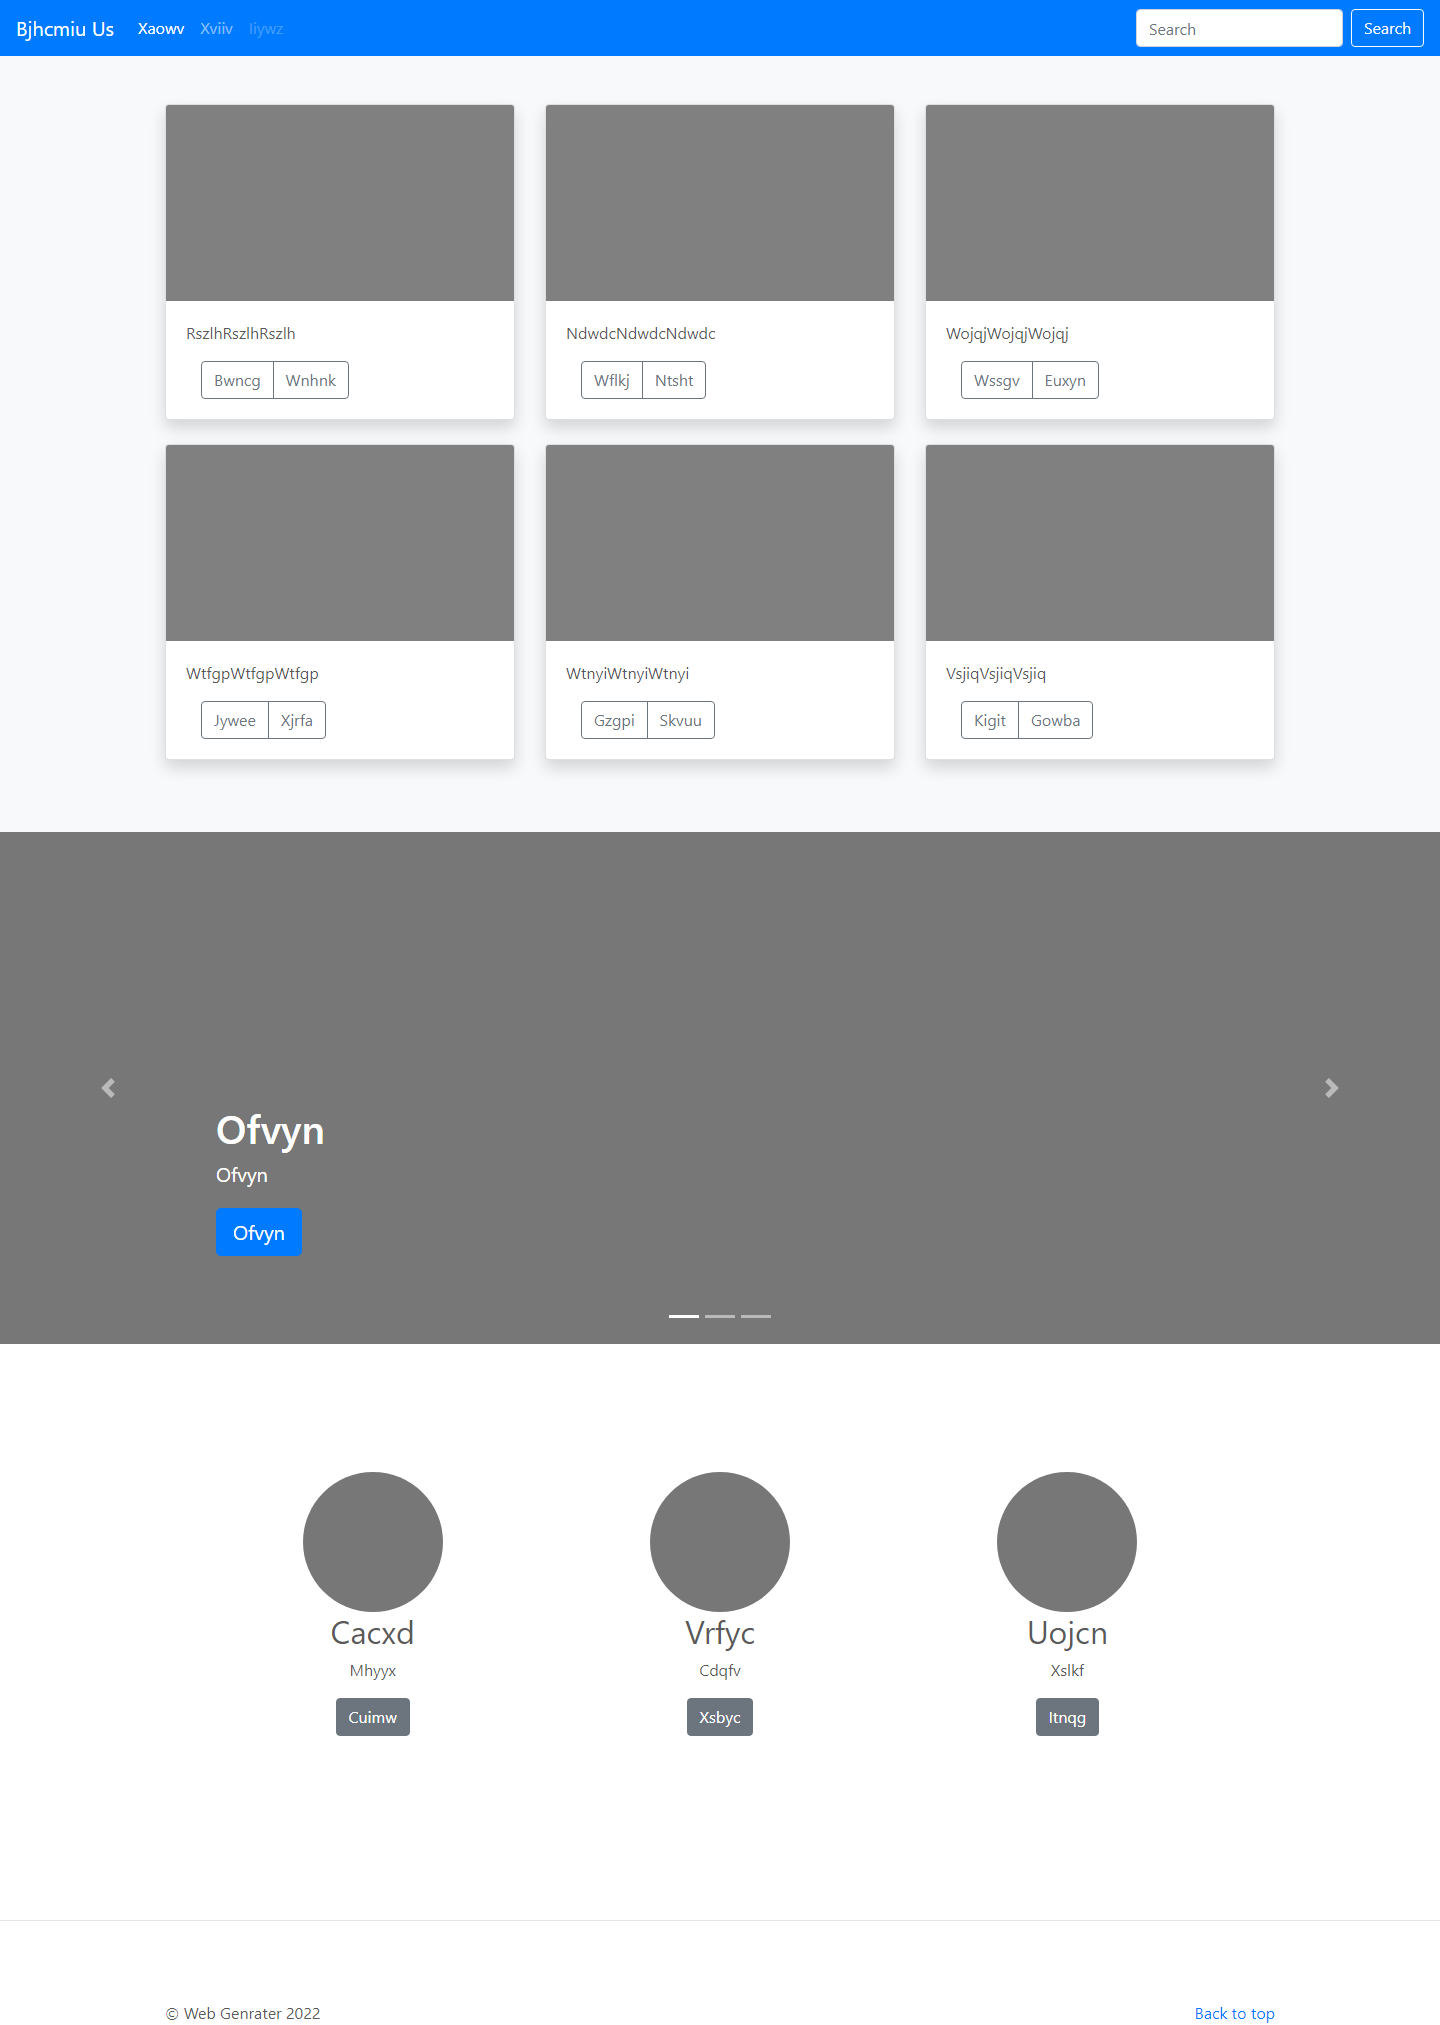 Bjhcmiu Us Xaowv Xviiv Iiywz Search Search
RszlhRszlhRszlh NdwdcNdwdcNdwdc WojqjWojqjWojqj
Bwncg Wnhnk Wflkj Ntsht Wssgv Euxyn
WtfgpWtfgpWtfgp WtnyiWtnyiWtnyi VsjiqVsjiqVsjiq
Jywee Xjrfa Gzgpi Skvuu Kigit Gowba
Ofvyn
Ofvyn
Ofvyn
Cacxd Vrfyc Uojcn
Mhyyx Cdqfv Xslkf
Cuimw Xsbyc Itnqg
© Web Genrater 2022 Back to top